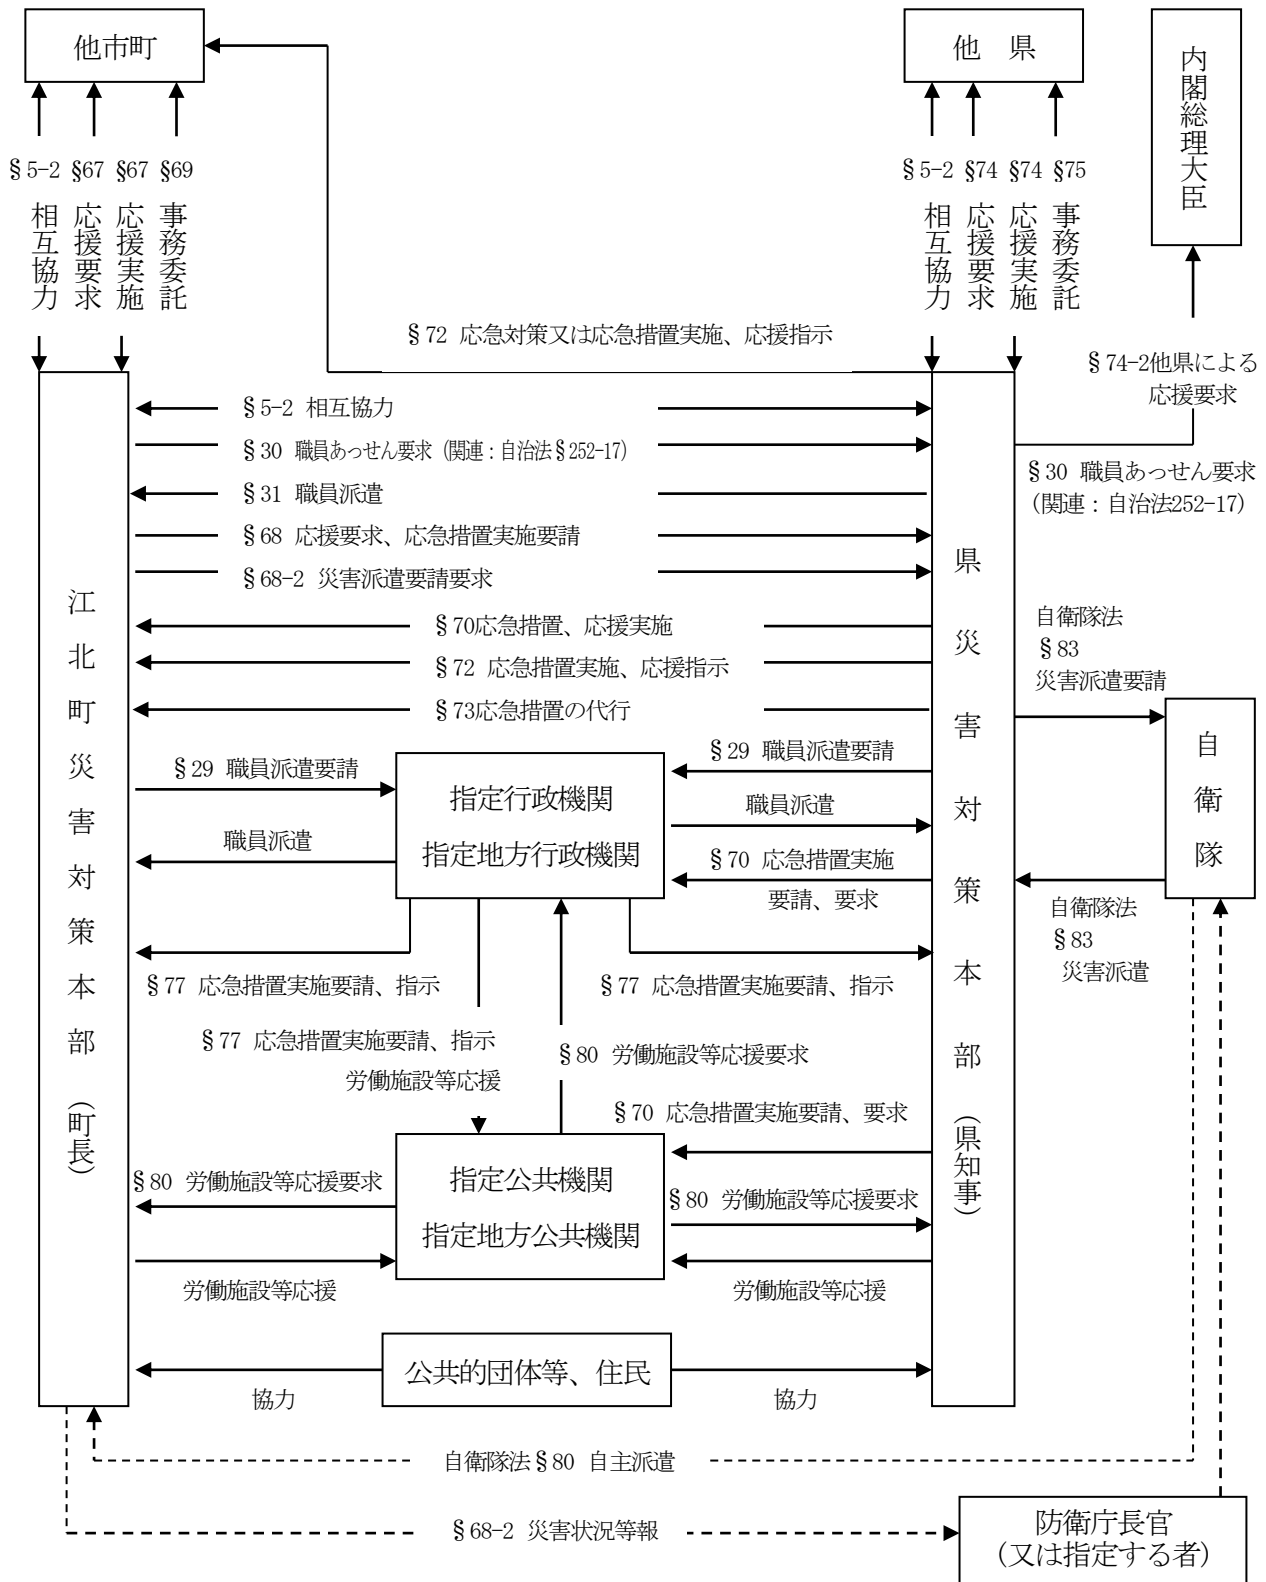 他市町
他　県
内閣総理大臣
§5-2 §67 §67 §69
相互協力
応援要求
応援実施
事務委託
§5-2 §74 §74 §75
相互協力
応援要求
応援実施
事務委託
§72 応急対策又は応急措置実施、応援指示
§74-2他県による
応援要求
§5-2 相互協力
§30 職員あっせん要求（関連：自治法§252-17）
§30 職員あっせん要求
（関連：自治法252-17）
§31 職員派遣
§68 応援要求、応急措置実施要請
§68-2 災害派遣要請要求
§70応急措置、応援実施
§72 応急措置実施、応援指示
§73応急措置の代行
江北町災害対策本部（町長）
県災害対策本部（県知事）
自衛隊法
§83
災害派遣要請
自衛隊
§29 職員派遣要請
職員派遣
指定行政機関
指定地方行政機関
§29 職員派遣要請
職員派遣
§70 応急措置実施
要請、要求
自衛隊法
§83
災害派遣
§77 応急措置実施要請、指示
§77 応急措置実施要請、指示
§77 応急措置実施要請、指示
労働施設等応援
§80 労働施設等応援要求
§70 応急措置実施要請、要求
§80 労働施設等応援要求
指定公共機関
指定地方公共機関
§80 労働施設等応援要求
労働施設等応援
労働施設等応援
公共的団体等、住民
協力
協力
自衛隊法§80 自主派遣
§68-2 災害状況等報
防衛庁長官
（又は指定する者）